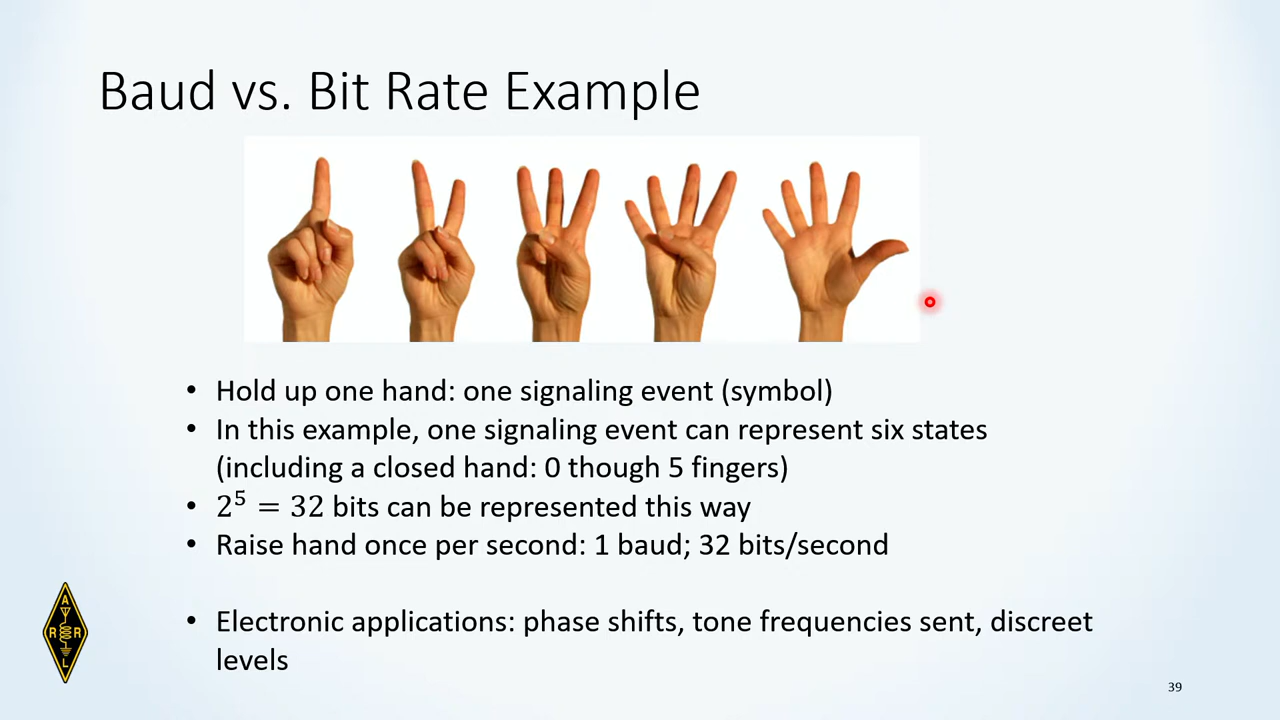 Baud vs. Bit Rate Example
• Hold up one hand: one signaling event (symbol)
• In this example, one signaling event can represent six states
(including a closed hand: 0 though 5 fingers)
• 2⁵ = 32 bits can be represented this way
• Raise hand once per second: 1 baud; 32 bits/second
• Electronic applications: phase shifts, tone frequencies sent, discreet
levels
A
R R
L
39